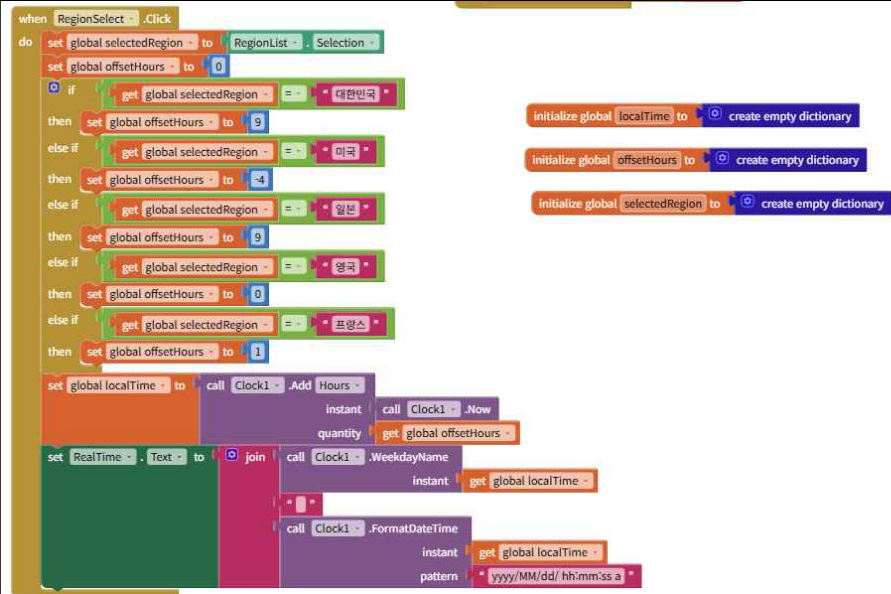 when RegionSelect .Click
do set global selectedRegion to RegionList . Selection
set global offsetHours to 0
if get global selectedRegion = " 대한민국 "
then set global offsetHours to 9
else if get global selectedRegion = " 미국 "
then set global offsetHours to -4
else if get global selectedRegion = " 일본 "
then set global offsetHours to 9
else if get global selectedRegion = " 영국 "
then set global offsetHours to 0
else if get global selectedRegion = " 프랑스 "
then set global offsetHours to 1
set global localTime to call Clock1 .Add Hours
instant call Clock1 .Now
quantity get global offsetHours
set RealTime . Text to join call Clock1 .WeekdayName
instant get global localTime
" "
call Clock1 .FormatDateTime
instant get global localTime
pattern " yyyy/MM/dd/ hh:mm:ss a "
initialize global localTime to create empty dictionary
initialize global offsetHours to create empty dictionary
initialize global selectedRegion to create empty dictionary